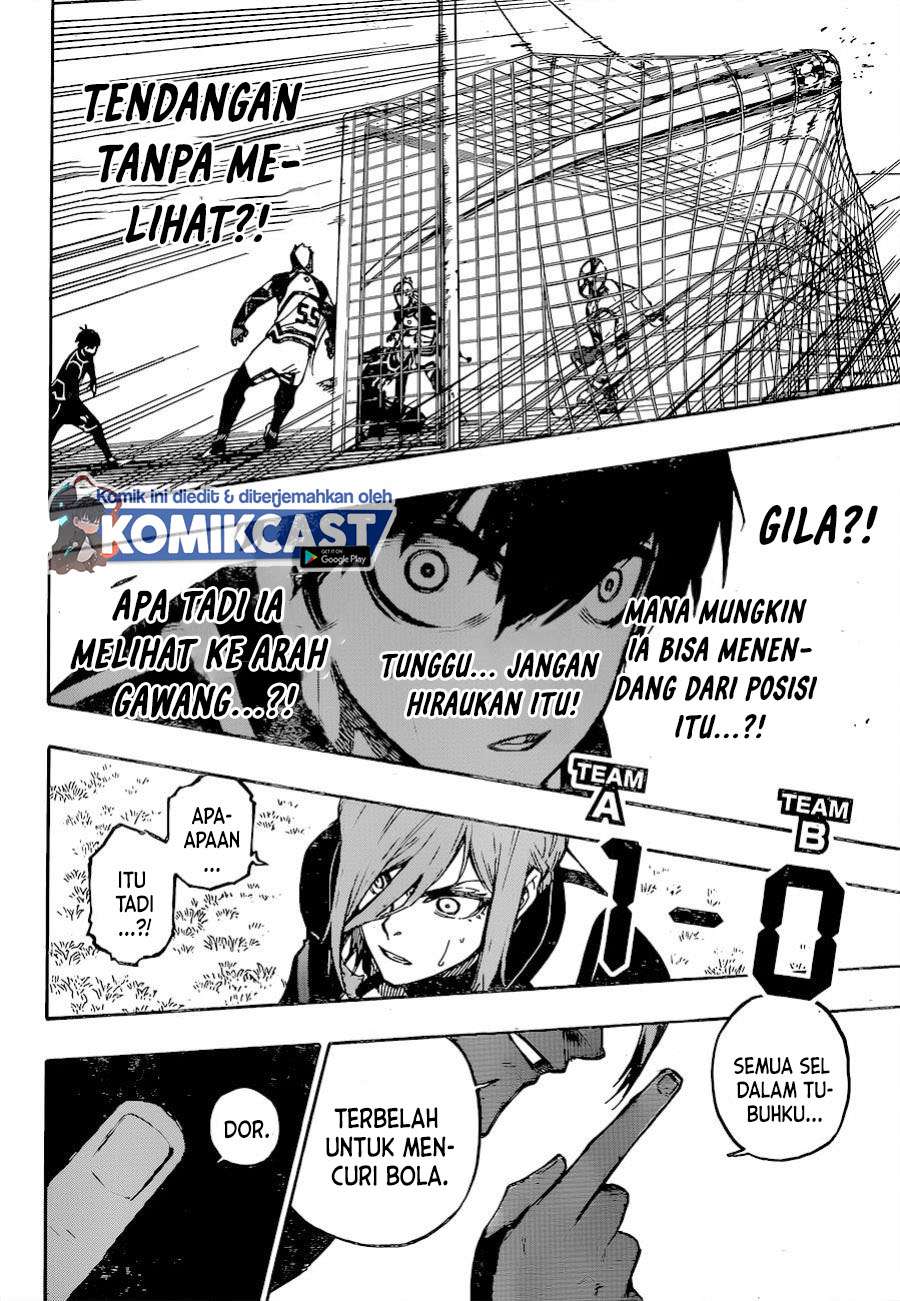 TENDANGAN
TANPA ME-
LIHAT?!
55
Komik ini diedit & diterjemahkan oleh
KOMIKCAST
GET IT ON
Google Play
GILA?!
MANA MUNGKIN
IA BISA MENEN-
DANG DARI POSISI
ITU...?!
TUNGGU... JANGAN
HIRAUKAN ITU!
APA TADI IA
MELIHAT KE ARAH
GAWANG...?!
TEAM
A
TEAM
B
1-0
APA-
APAAN
...
ITU
TADI
...?!
SEMUA SEL
DALAM TU-
BUHKU...
TERBELAH
UNTUK MEN-
CURI BOLA.
DOR.